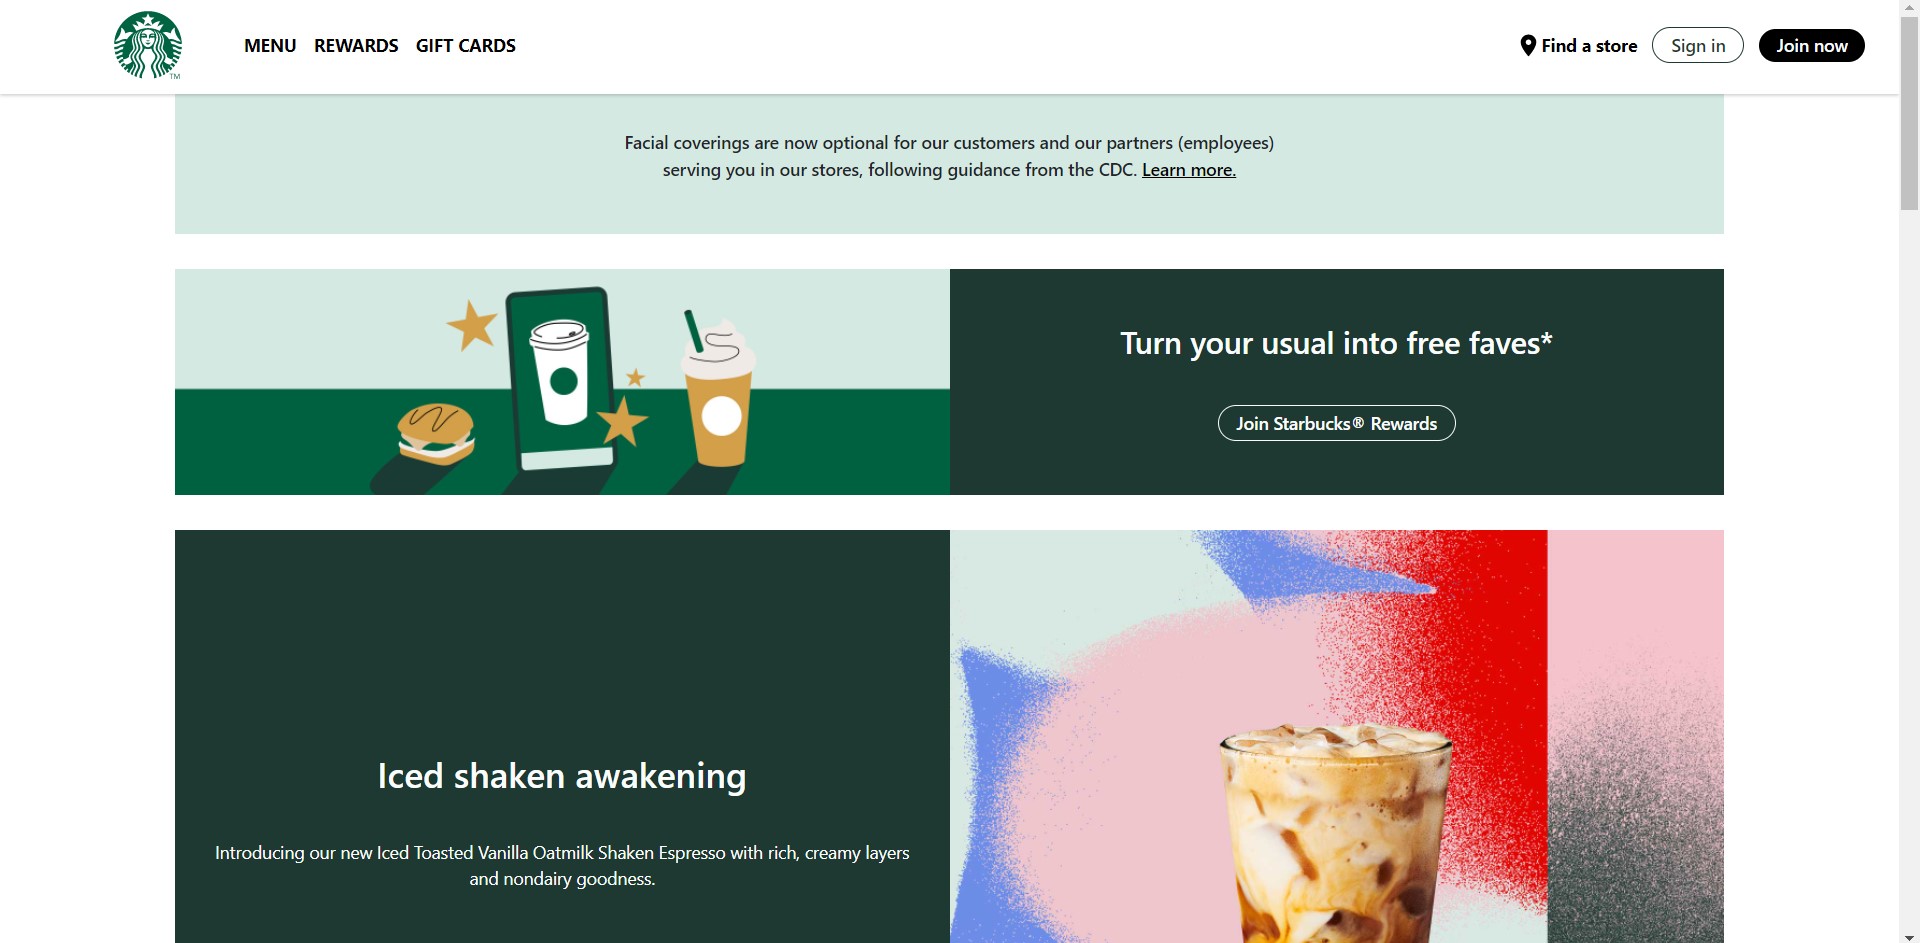 TM
MENU REWARDS GIFT CARDS
Find a store
Sign in
Join now
Facial coverings are now optional for our customers and our partners (employees)
serving you in our stores, following guidance from the CDC. Learn more.
Turn your usual into free faves*
Join Starbucks® Rewards
Iced shaken awakening
Introducing our new Iced Toasted Vanilla Oatmilk Shaken Espresso with rich, creamy layers
and nondairy goodness.